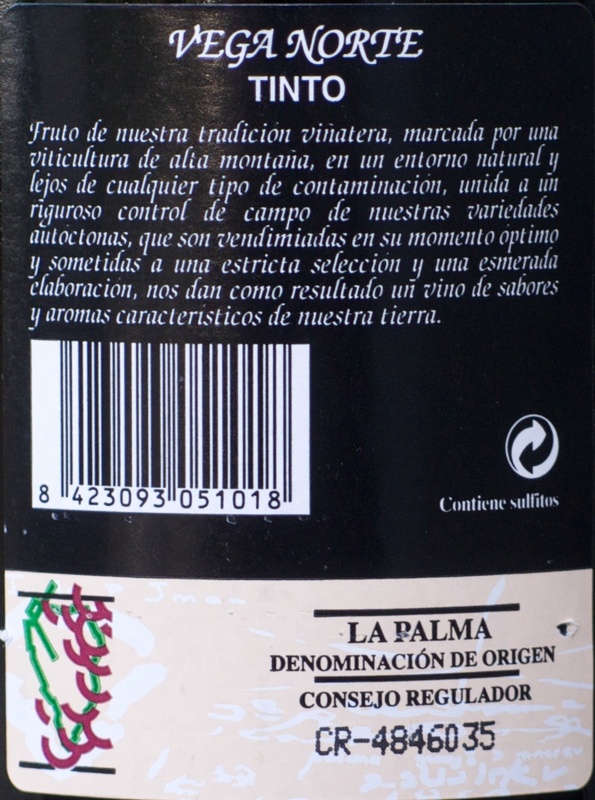 VEGA NORTE
TINTO
Fruto de nuestra tradición viñatera, marcada por una
viticultura de alta montaña, en un entorno natural y
lejos de cualquier tipo de contaminación, unida a un
riguroso control de campo de nuestras variedades
autóctonas, que son vendimiadas en su momento óptimo
y sometidas a una estricta selección y una esmerada
elaboración, nos dan como resultado un vino de sabores
y aromas característicos de nuestra tierra.
8 423093 051018
Contiene sulfitos
LA PALMA
DENOMINACIÓN DE ORIGEN
CONSEJO REGULADOR
CR-4846035